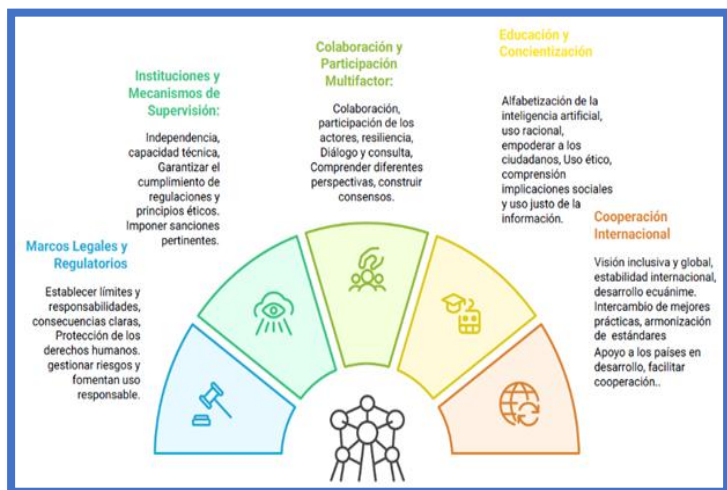 Marcos Legales y
Regulatorios
Establecer límites y
responsabilidades,
consecuencias claras,
Protección de los
derechos humanos.
gestionar riesgos y
fomentan uso
responsable.
Instituciones y
Mecanismos de
Supervisión:
Independencia,
capacidad técnica,
Garantizar el
cumplimiento de
regulaciones y
principios éticos.
Imponer sanciones
pertinentes.
Colaboración y
Participación
Multifactor:
Colaboración,
participación de los
actores, resiliencia,
Diálogo y consulta,
Comprender diferentes
perspectivas, construir
consensos.
Educación y
Concientización
Alfabetización de la
inteligencia artificial,
uso racional,
empoderar a los
ciudadanos, Uso ético,
comprensión
implicaciones sociales
y uso justo de la
información.
Cooperación
Internacional
Visión inclusiva y global,
estabilidad internacional,
desarrollo ecuánime.
Intercambio de mejores
prácticas, armonización
de estándares
Apoyo a los países en
desarrollo, facilitar
cooperación..